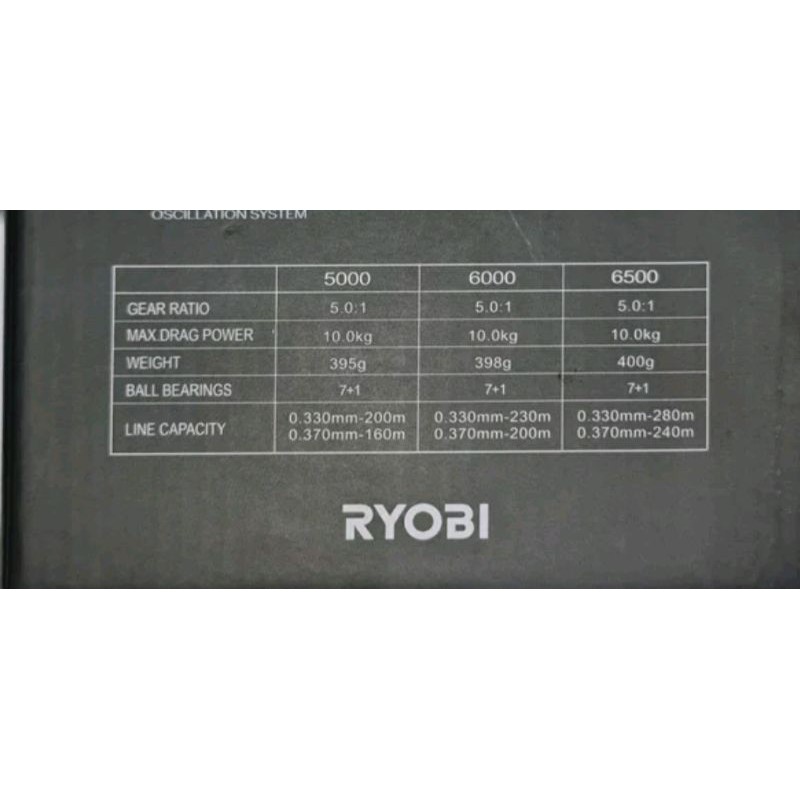 OSCILLATION SYSTEM
5000 6000 6500
GEAR RATIO 5.0:1 5.0:1 5.0:1
MAX.DRAG POWER 10.0kg 10.0kg 10.0kg
WEIGHT 395g 398g 400g
BALL BEARINGS 7+1 7+1 7+1
LINE CAPACITY 0.330mm-200m 0.330mm-230m 0.330mm-280m
0.370mm-160m 0.370mm-200m 0.370mm-240m
RYOBI